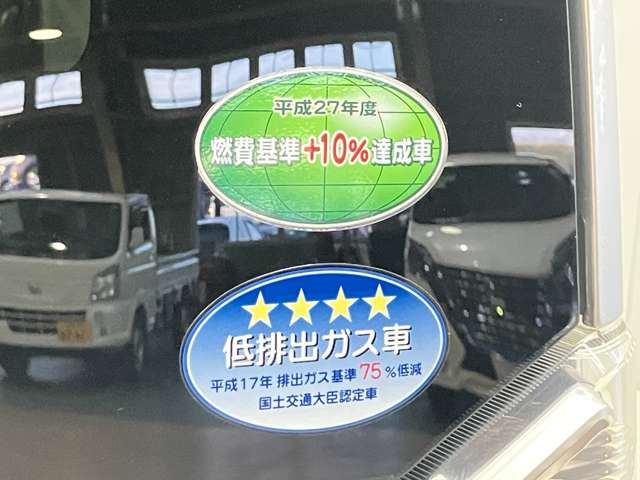 平成27年度
燃費基準+10%達成車
低排出ガス車
平成17年 排出ガス基準 75%低減
国土交通大臣認定車